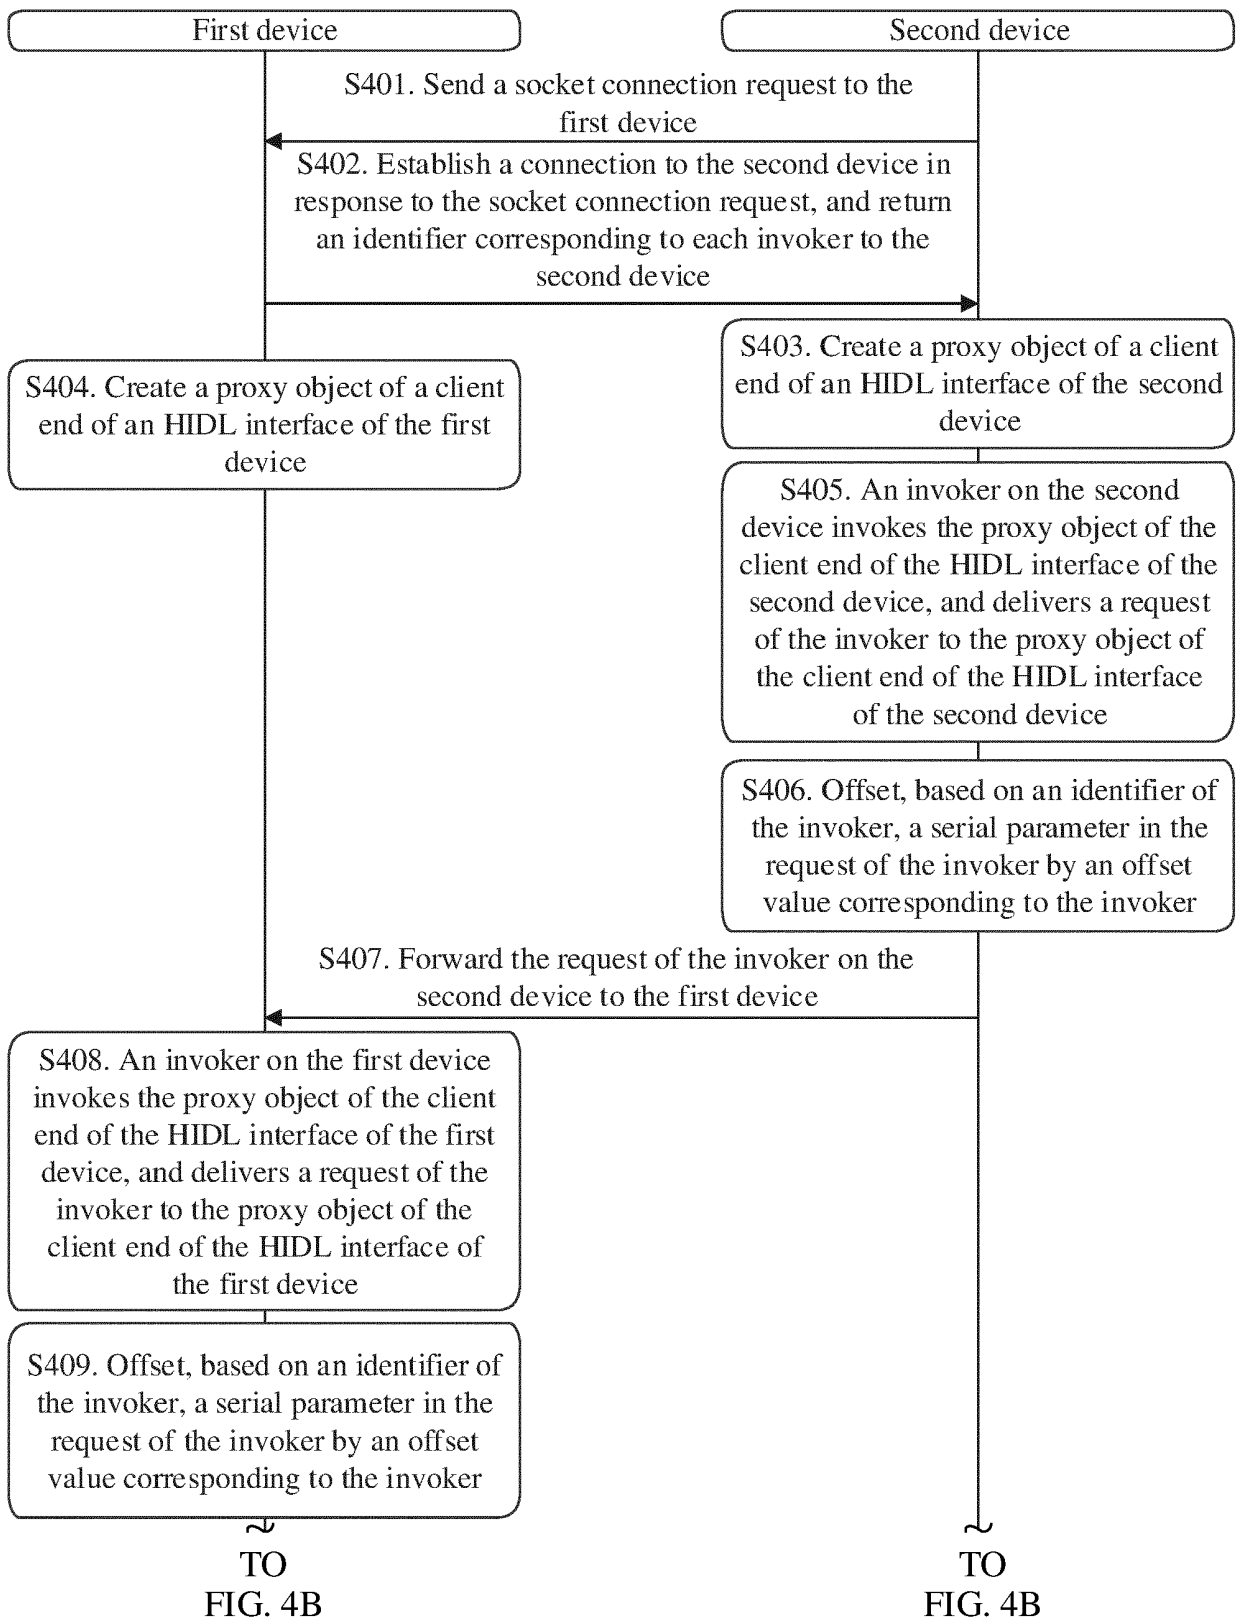 First device
Second device
S401. Send a socket connection request to the
first device
S402. Establish a connection to the second device in
response to the socket connection request, and return
an identifier corresponding to each invoker to the
second device
S403. Create a proxy object of a client
end of an HIDL interface of the second
device
S404. Create a proxy object of a client
end of an HIDL interface of the first
device
S405. An invoker on the second
device invokes the proxy object of the
client end of the HIDL interface of the
second device, and delivers a request
of the invoker to the proxy object of
the client end of the HIDL interface
of the second device
S406. Offset, based on an identifier of
the invoker, a serial parameter in the
request of the invoker by an offset
value corresponding to the invoker
S407. Forward the request of the invoker on the
second device to the first device
S408. An invoker on the first device
invokes the proxy object of the client
end of the HIDL interface of the first
device, and delivers a request of the
invoker to the proxy object of the
client end of the HIDL interface of
the first device
S409. Offset, based on an identifier of
the invoker, a serial parameter in the
request of the invoker by an offset
value corresponding to the invoker
TO
FIG. 4B
TO
FIG. 4B